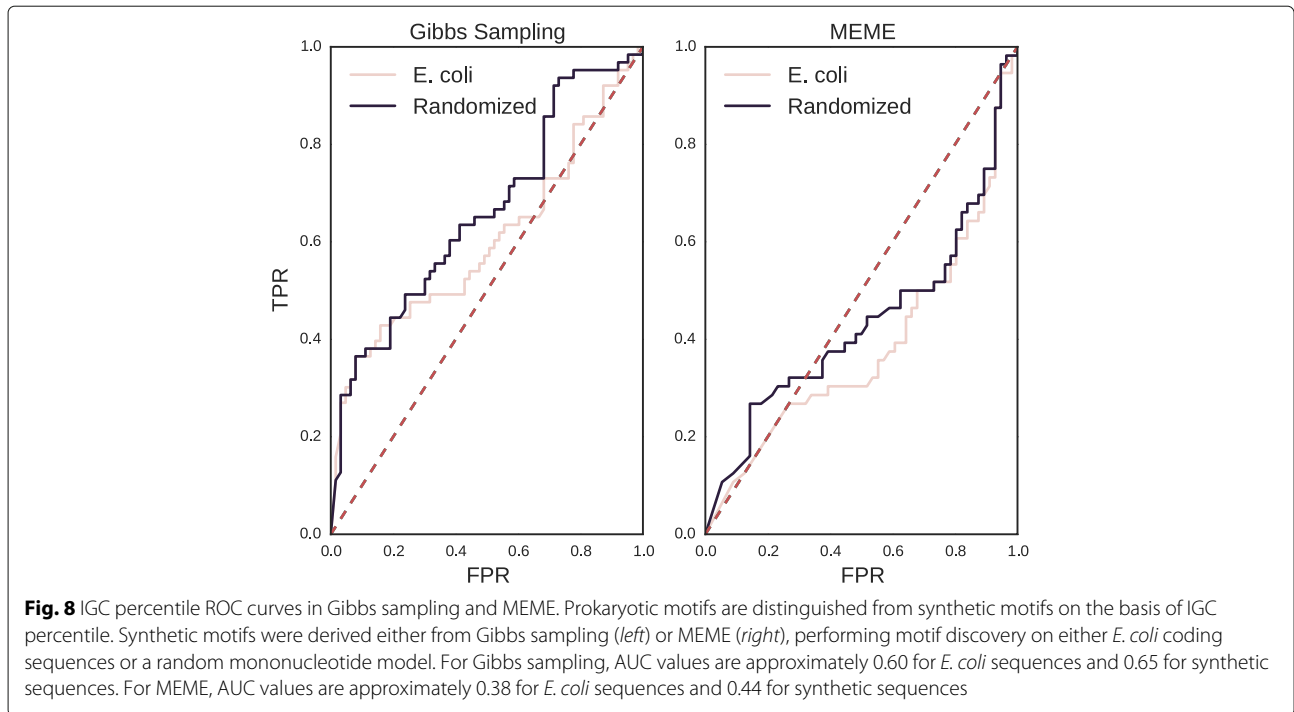 Gibbs Sampling
1.0
E. coli
Randomized
0.8
0.6
TPR
0.4
0.2
0.0
0.0 0.2 0.4 0.6 0.8 1.0
FPR
MEME
1.0
E. coli
Randomized
0.8
0.6
0.4
0.2
0.0
0.0 0.2 0.4 0.6 0.8 1.0
FPR
Fig. 8 IGC percentile ROC curves in Gibbs sampling and MEME. Prokaryotic motifs are distinguished from synthetic motifs on the basis of IGC
percentile. Synthetic motifs were derived either from Gibbs sampling (left) or MEME (right), performing motif discovery on either E. coli coding
sequences or a random mononucleotide model. For Gibbs sampling, AUC values are approximately 0.60 for E. coli sequences and 0.65 for synthetic
sequences. For MEME, AUC values are approximately 0.38 for E. coli sequences and 0.44 for synthetic sequences